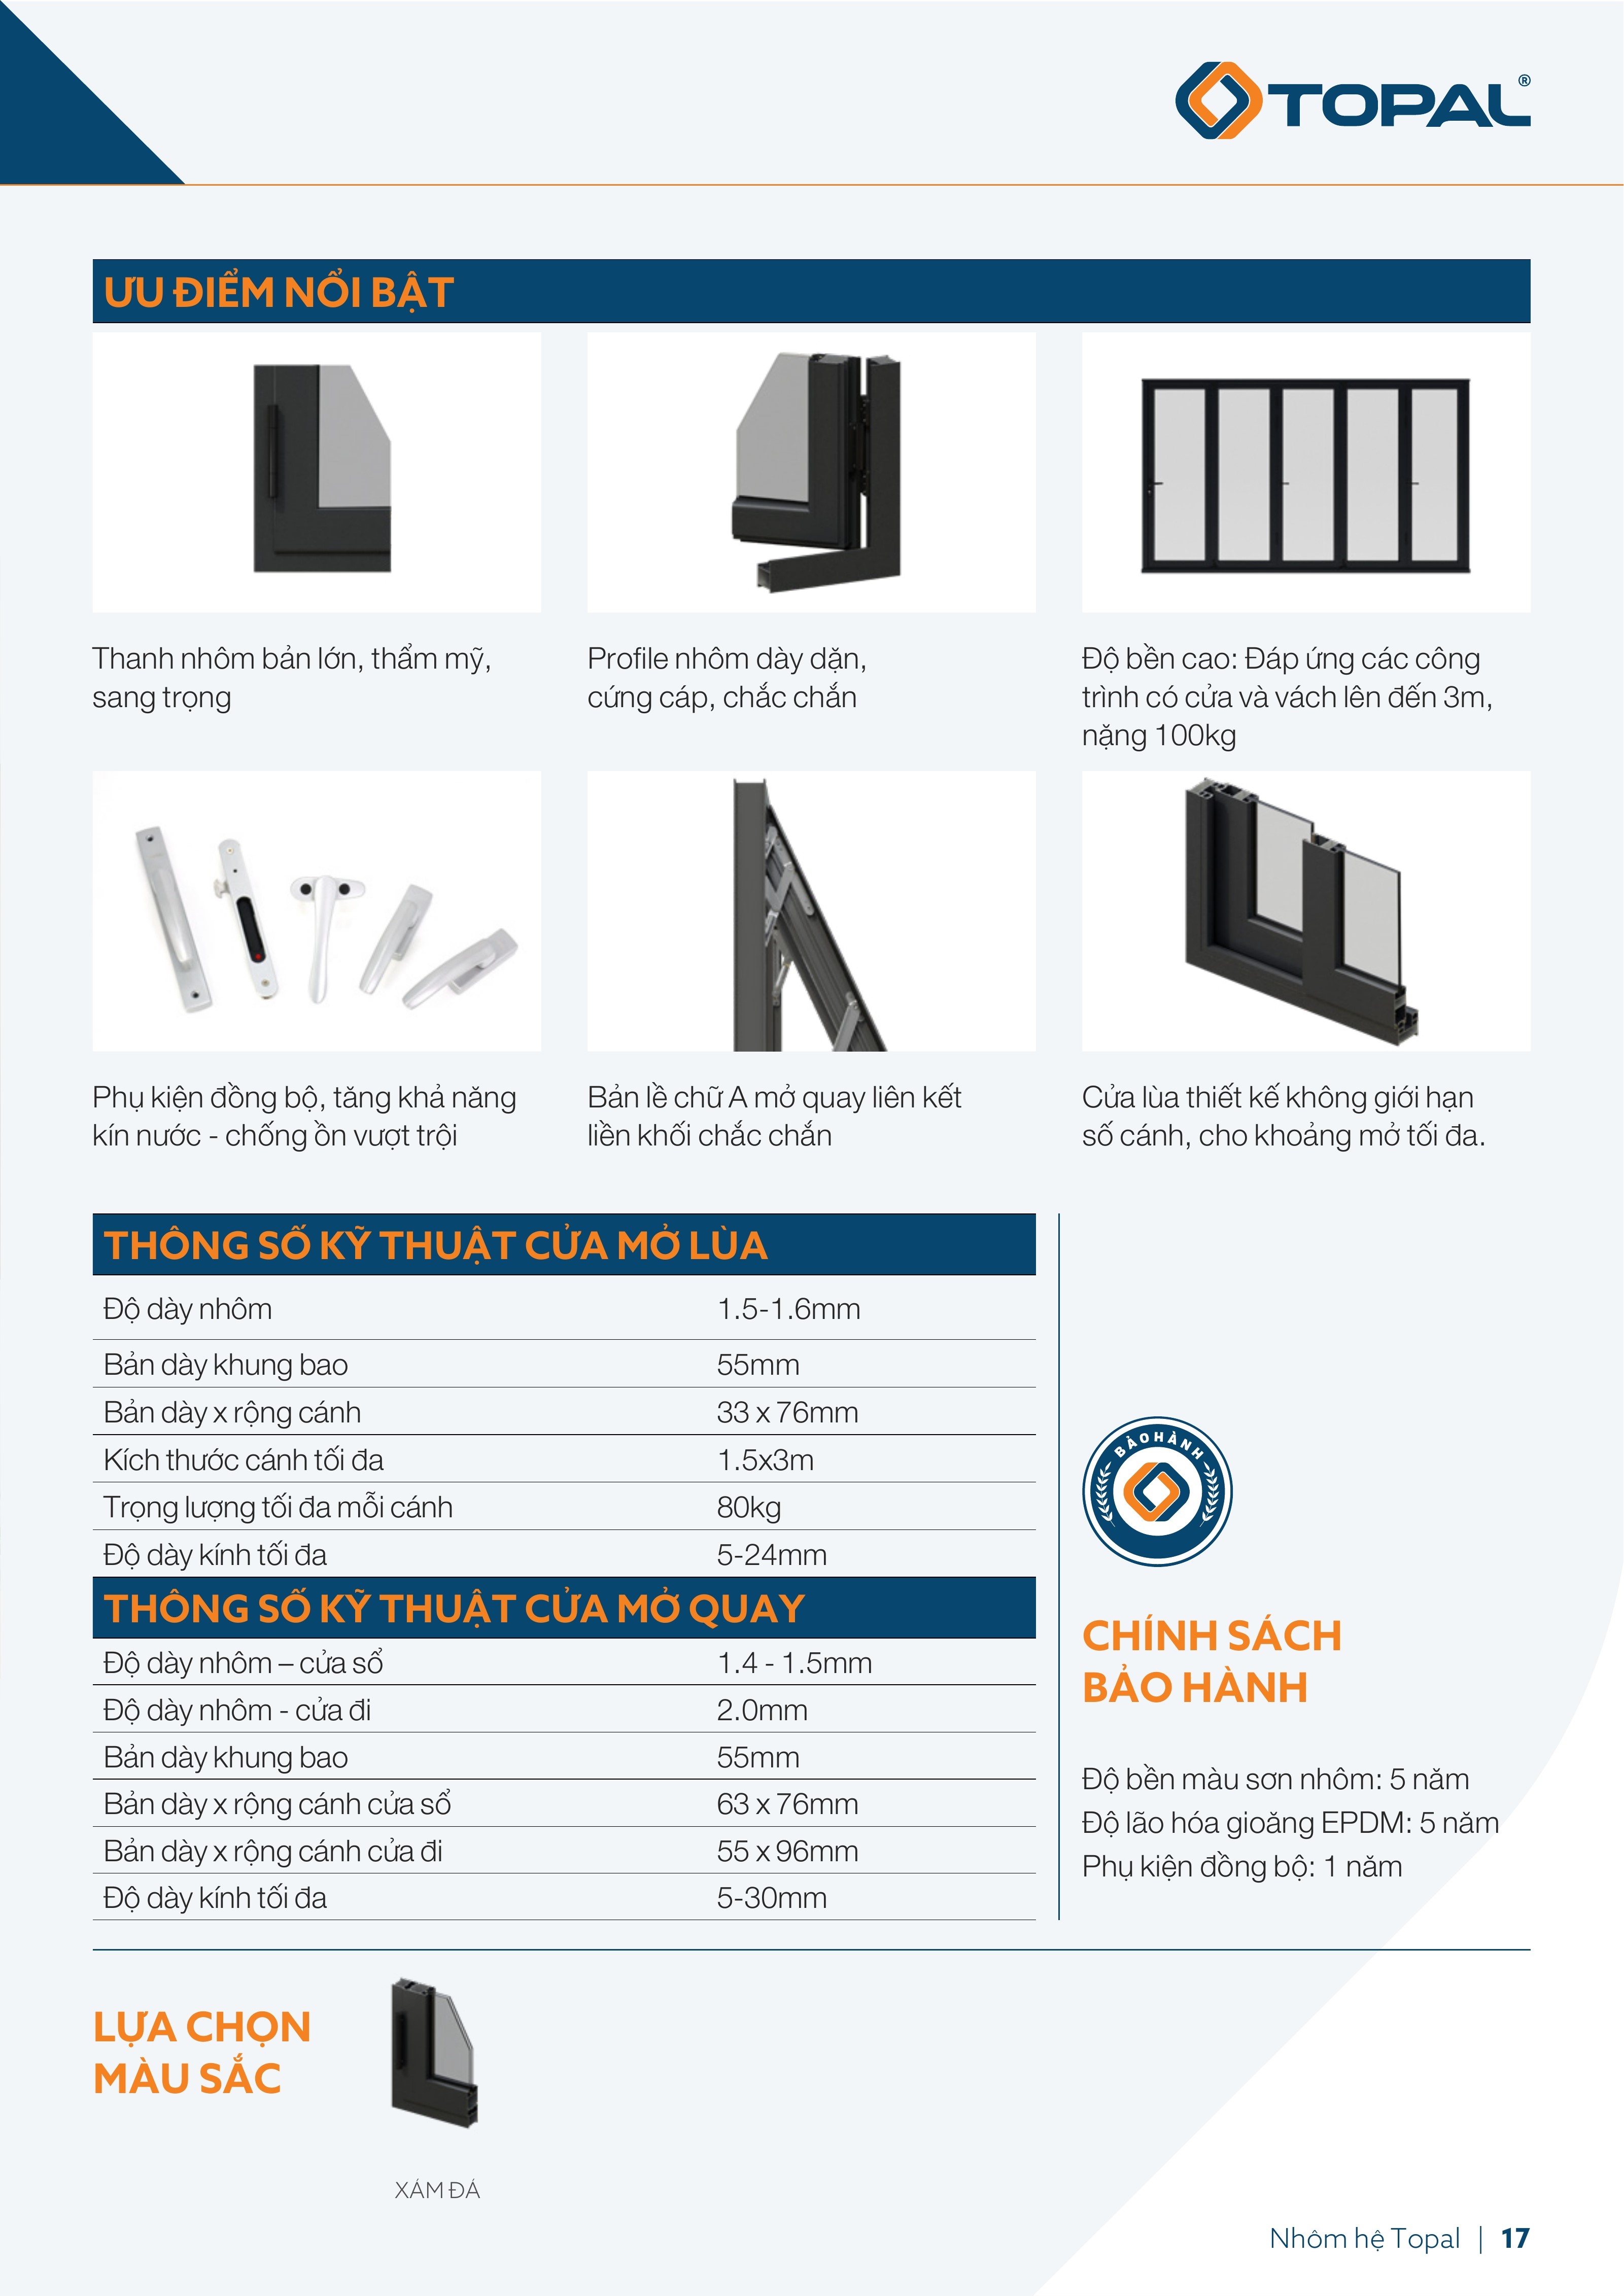 TOPAL®
ƯU ĐIỂM NỔI BẬT
Thanh nhôm bản lớn, thẩm mỹ,
sang trọng
Profile nhôm dày dặn,
cứng cáp, chắc chắn
Độ bền cao: Đáp ứng các công
trình có cửa và vách lên đến 3m,
nặng 100kg
Phụ kiện đồng bộ, tăng khả năng
kín nước - chống ồn vượt trội
Bản lề chữ A mở quay liên kết
liền khối chắc chắn
Cửa lùa thiết kế không giới hạn
số cánh, cho khoảng mở tối đa.
THÔNG SỐ KỸ THUẬT CỬA MỞ LÙA
Độ dày nhôm 1.5-1.6mm
Bản dày khung bao 55mm
Bản dày x rộng cánh 33 x 76mm
Kích thước cánh tối đa 1.5x3m
Trọng lượng tối đa mỗi cánh 80kg
Độ dày kính tối đa 5-24mm
THÔNG SỐ KỸ THUẬT CỬA MỞ QUAY
Độ dày nhôm – cửa sổ 1.4 - 1.5mm
Độ dày nhôm - cửa đi 2.0mm
Bản dày khung bao 55mm
Bản dày x rộng cánh cửa sổ 63 x 76mm
Bản dày x rộng cánh cửa đi 55 x 96mm
Độ dày kính tối đa 5-30mm
BẢO HÀNH
CHÍNH SÁCH
BẢO HÀNH
Độ bền màu sơn nhôm: 5 năm
Độ lão hóa gioăng EPDM: 5 năm
Phụ kiện đồng bộ: 1 năm
LỰA CHỌN
MÀU SẮC
XÁM ĐÁ
Nhôm hệ Topal | 17